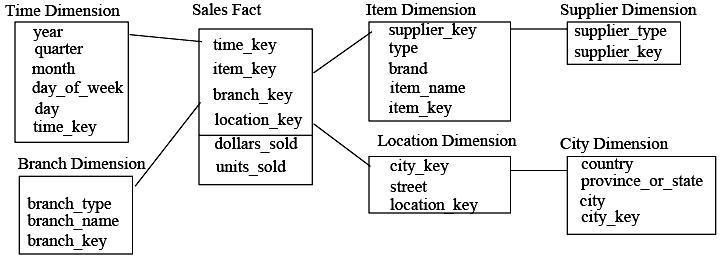 Time Dimension
year
quarter
month
day_of_week
day
time_key
Sales Fact
time_key
item_key
branch_key
location_key
dollars_sold
units_sold
Item Dimension
supplier_key
type
brand
item_name
item_key
Supplier Dimension
supplier_type
supplier_key
Branch Dimension
branch_type
branch_name
branch_key
Location Dimension
city_key
street
location_key
City Dimension
country
province_or_state
city
city_key